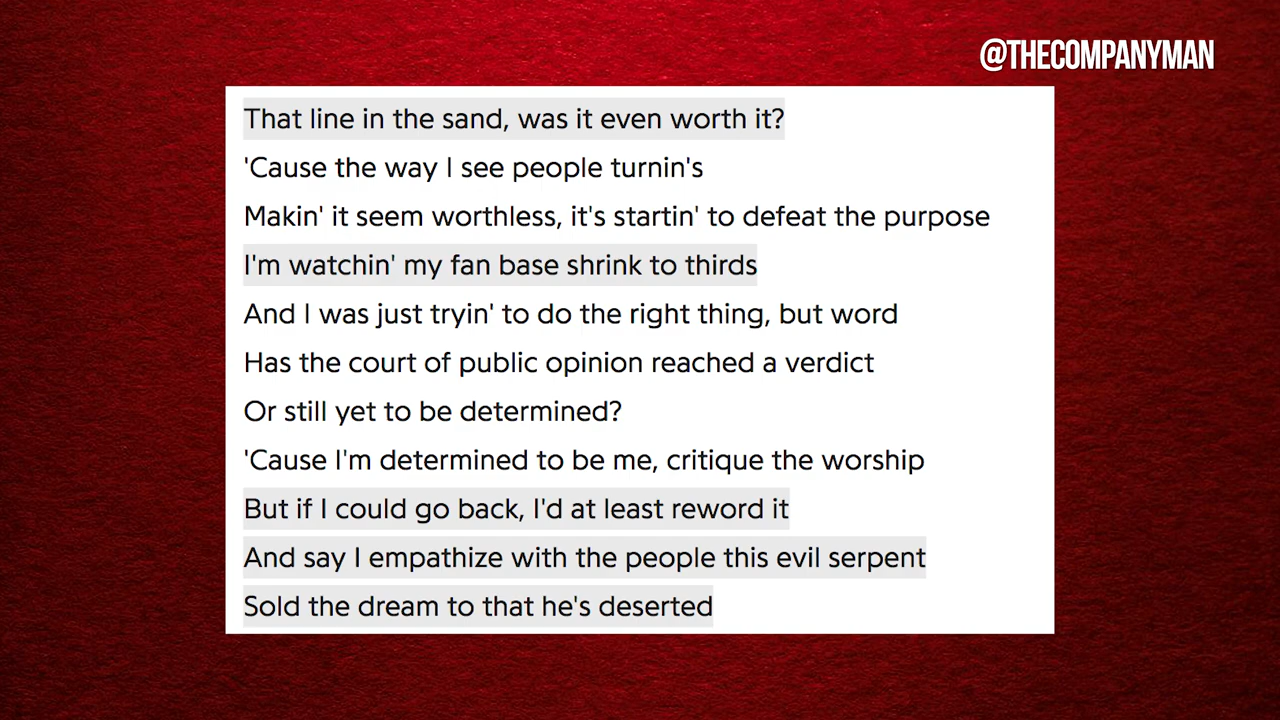 @THECOMPANYMAN
That line in the sand, was it even worth it?
'Cause the way I see people turnin's
Makin' it seem worthless, it's startin' to defeat the purpose
I'm watchin' my fan base shrink to thirds
And I was just tryin' to do the right thing, but word
Has the court of public opinion reached a verdict
Or still yet to be determined?
'Cause I'm determined to be me, critique the worship
But if I could go back, I'd at least reword it
And say I empathize with the people this evil serpent
Sold the dream to that he's deserted